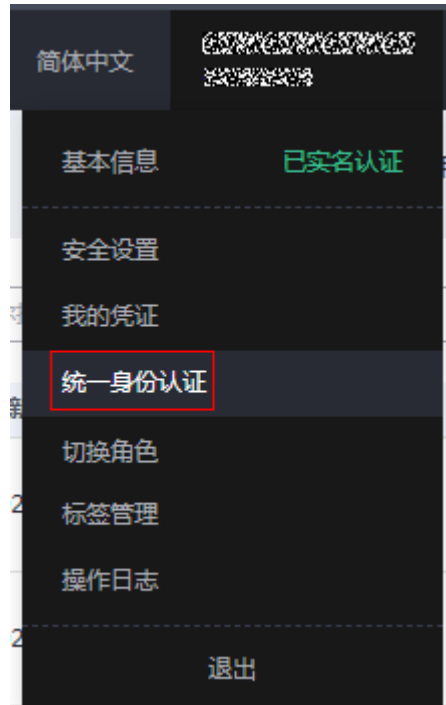 简体中文
基本信息 已实名认证
安全设置
我的凭证
统一身份认证
切换角色
标签管理
操作日志
退出